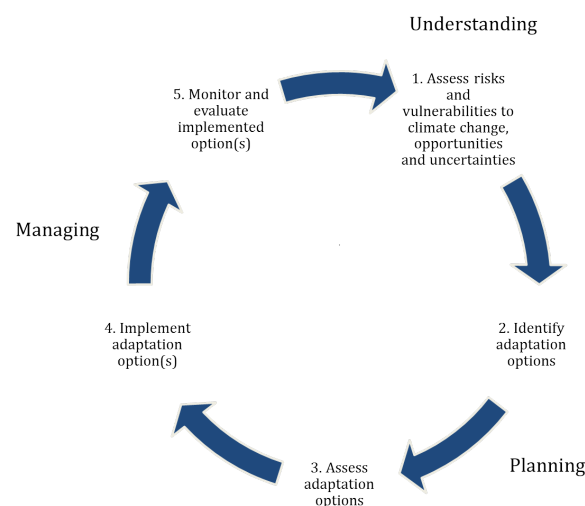 Understanding
1. Assess risks
and
vulnerabilities to
climate change,
opportunities
and uncertainties
2. Identify
adaptation
options
Planning
3. Assess
adaptation
options
4. Implement
adaptation
option(s)
Managing
5. Monitor and
evaluate
implemented
option(s)